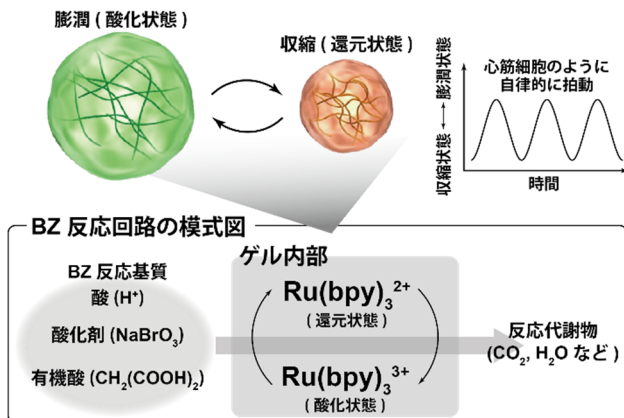 膨潤 ( 酸化状態 )
収縮 ( 還元状態 )
収縮状態 ⟷ 膨潤状態
心筋細胞のように
自律的に拍動
時間
BZ 反応回路の模式図
BZ 反応基質
酸 (H⁺)
酸化剤 (NaBrO₃)
有機酸 (CH₂(COOH)₂)
ゲル内部
Ru(bpy)₃²⁺
( 還元状態 )
Ru(bpy)₃³⁺
( 酸化状態 )
反応代謝物
(CO₂, H₂O など )